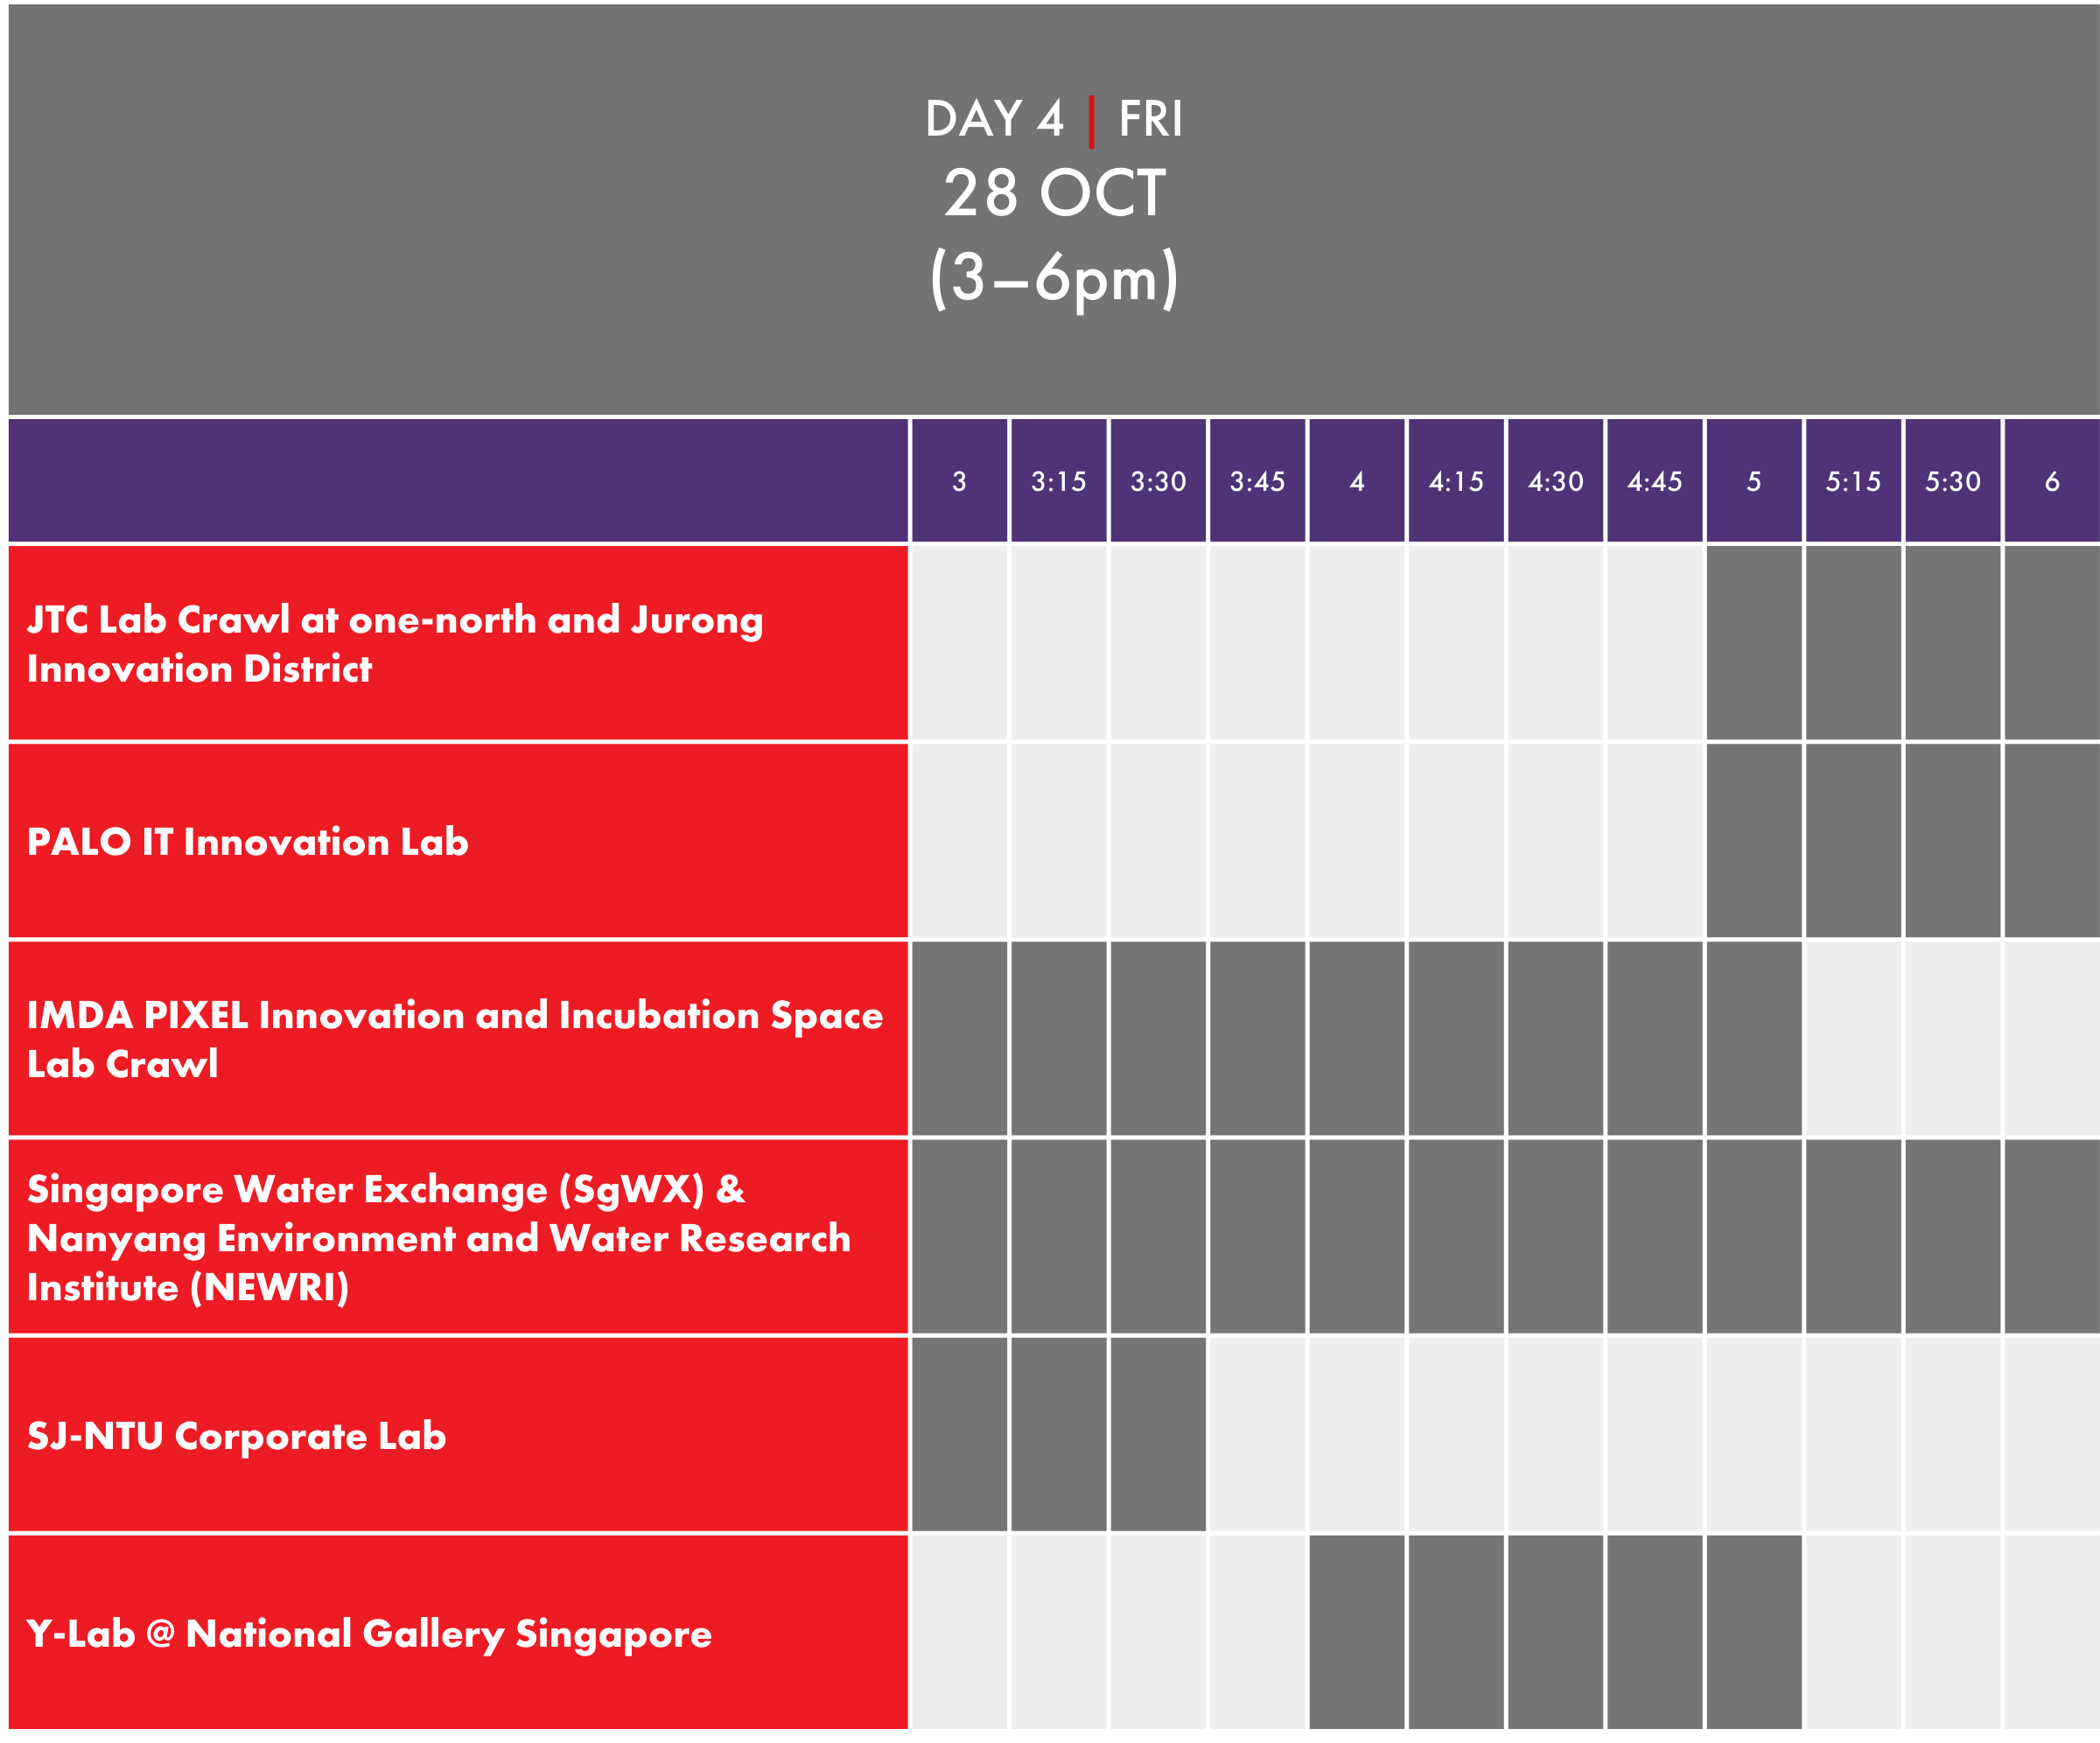 DAY 4 | FRI
28 OCT
(3–6pm)
3 3:15 3:30 3:45 4 4:15 4:30 4:45 5 5:15 5:30 6
JTC Lab Crawl at one-north and Jurong
Innovation District
PALO IT Innovation Lab
IMDA PIXEL Innovation and Incubation Space
Lab Crawl
Singapore Water Exchange (SgWX) &
Nanyang Environment and Water Research
Institute (NEWRI)
SJ-NTU Corporate Lab
Y-Lab @ National Gallery Singapore